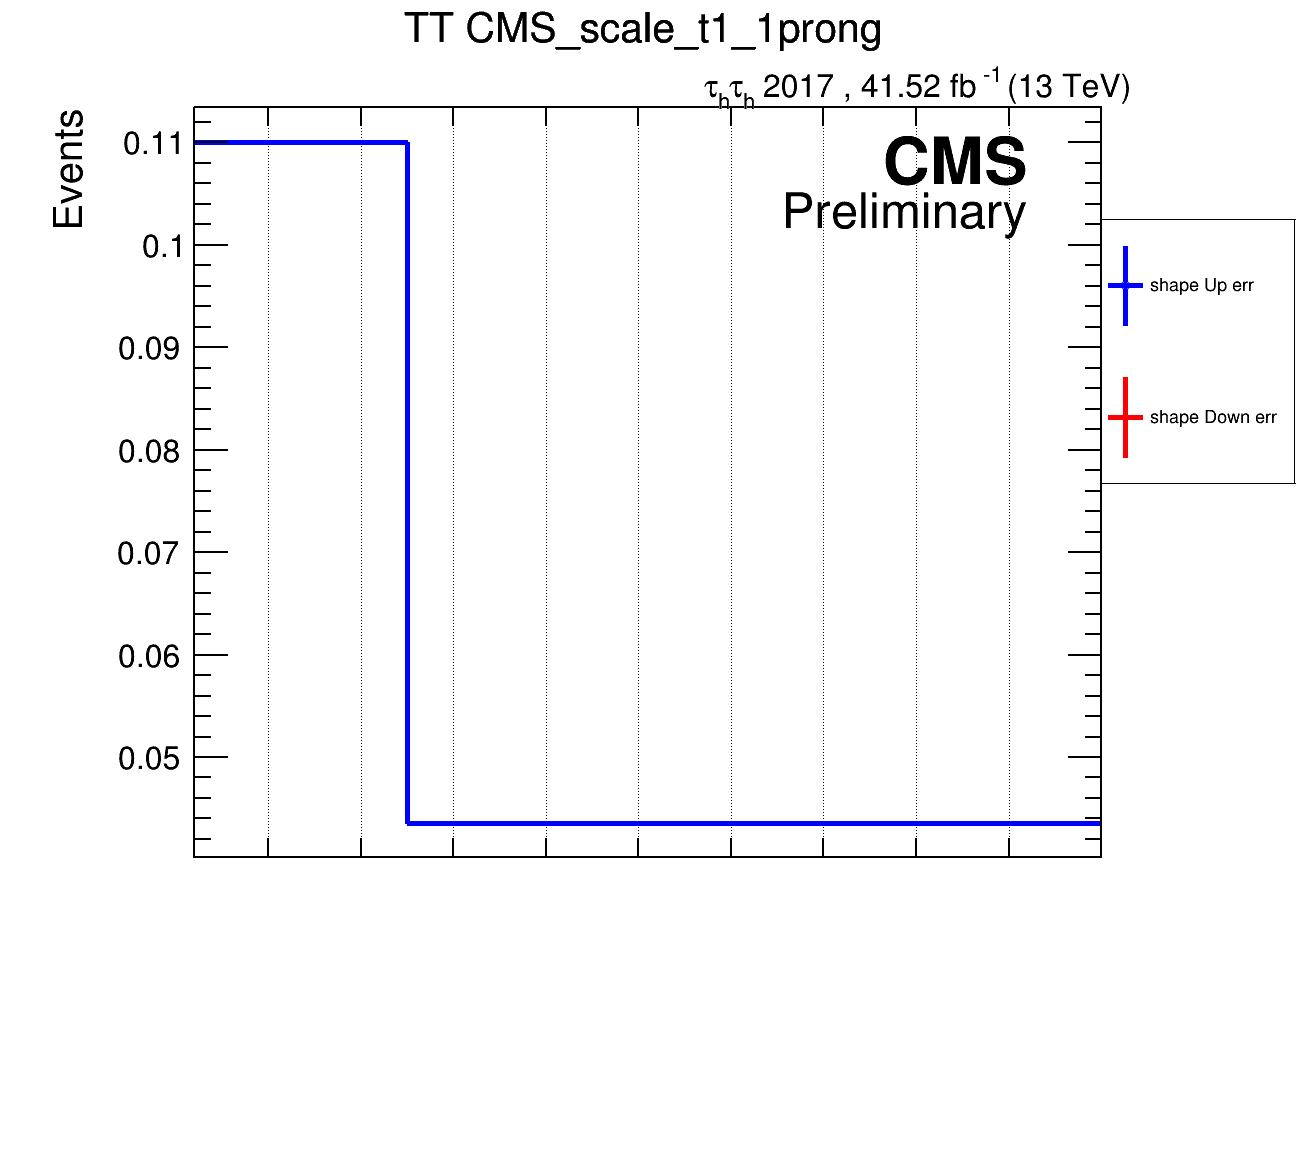 TT CMS_scale_t1_1prong
τhτh 2017 , 41.52 fb -1 (13 TeV)
Events
CMS
Preliminary
0.11
0.1
0.09
0.08
0.07
0.06
0.05
shape Up err
shape Down err